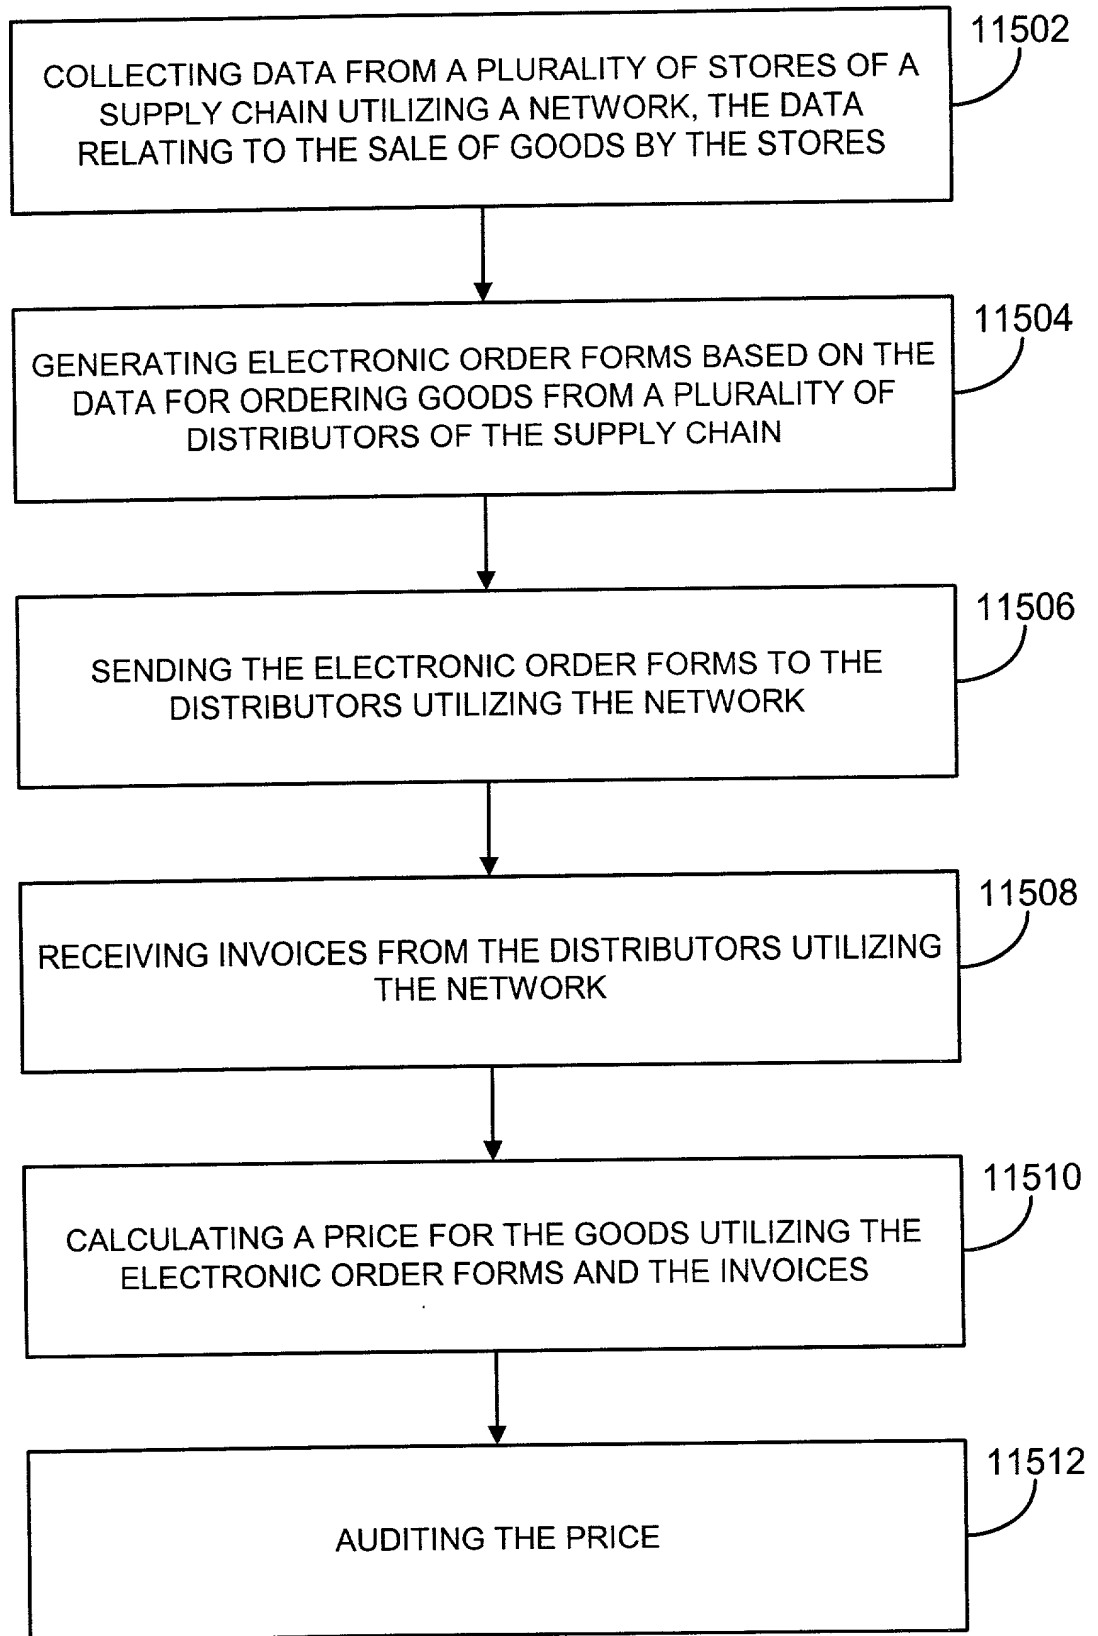 11502
COLLECTING DATA FROM A PLURALITY OF STORES OF A
SUPPLY CHAIN UTILIZING A NETWORK, THE DATA
RELATING TO THE SALE OF GOODS BY THE STORES
11504
GENERATING ELECTRONIC ORDER FORMS BASED ON THE
DATA FOR ORDERING GOODS FROM A PLURALITY OF
DISTRIBUTORS OF THE SUPPLY CHAIN
11506
SENDING THE ELECTRONIC ORDER FORMS TO THE
DISTRIBUTORS UTILIZING THE NETWORK
11508
RECEIVING INVOICES FROM THE DISTRIBUTORS UTILIZING
THE NETWORK
11510
CALCULATING A PRICE FOR THE GOODS UTILIZING THE
ELECTRONIC ORDER FORMS AND THE INVOICES
11512
AUDITING THE PRICE